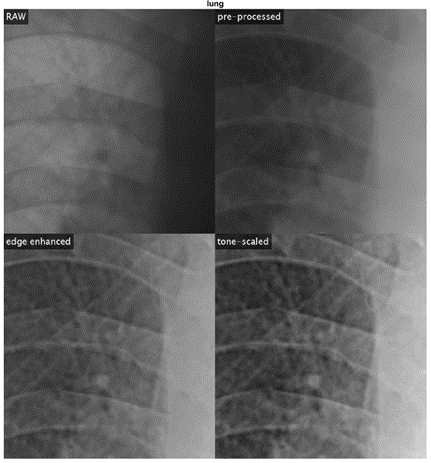 lung
RAW
pre-processed
edge enhanced
tone-scaled